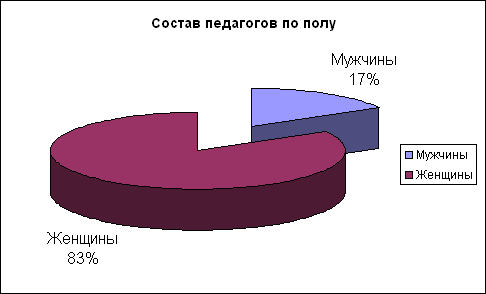 Состав педагогов по полу
Мужчины
17%
Мужчины
Женщины
Женщины
83%